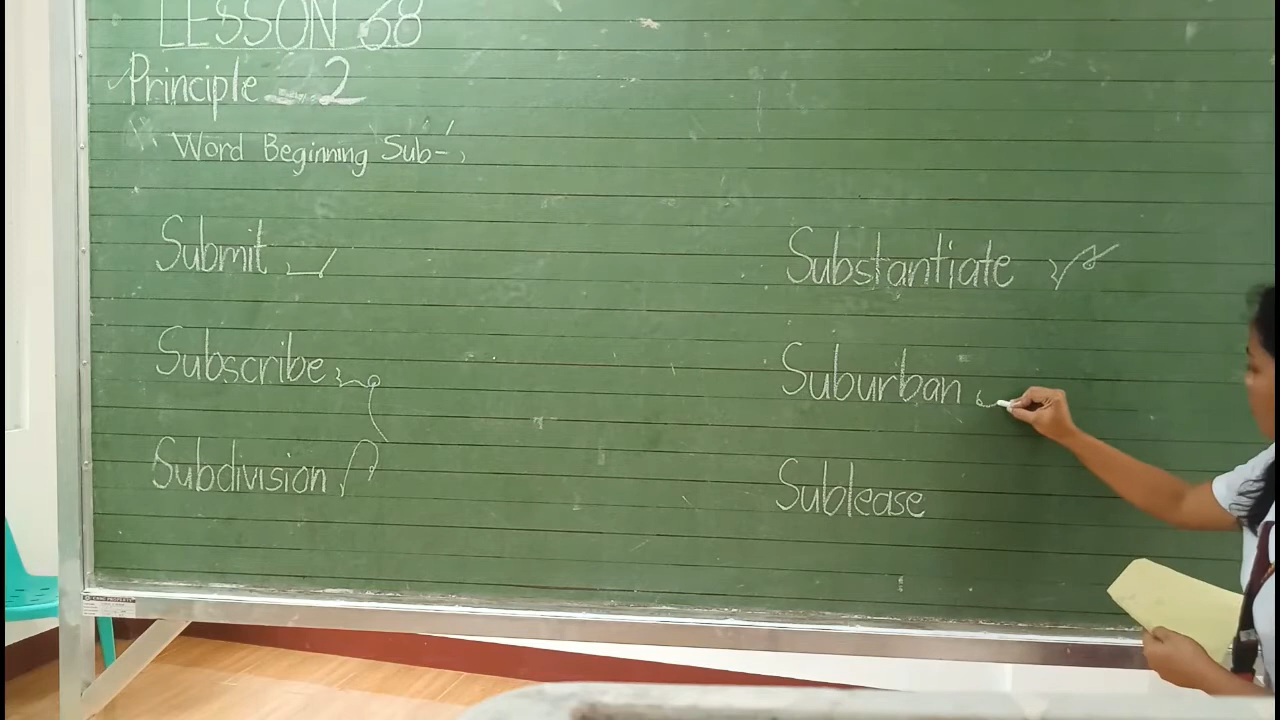 LESSON 68
Principle 2
Word Beginning Sub-
Submit
Subscribe
Subdivision
Substantiate
Suburban
Sublease